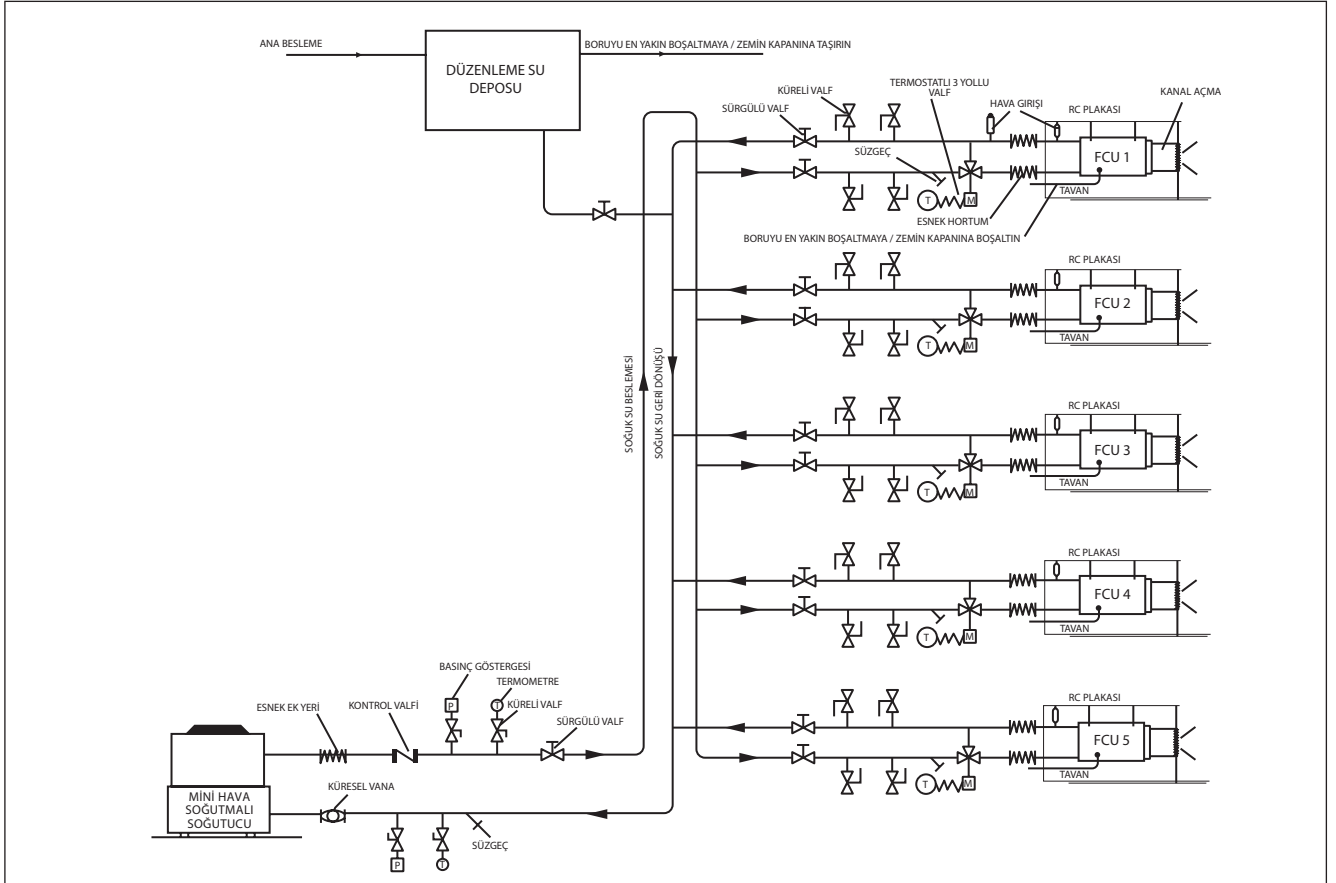 ANA BESLEME
BORUYU EN YAKIN BOŞALTMAYA / ZEMİN KAPANINA TAŞIRIN
DÜZENLEME SU
DEPOSU
KÜRELİ VALF
SÜRGÜLÜ VALF
TERMOSTATLI 3 YOLLU
VALF
HAVA GIRIŞI
RC PLAKASI
KANAL AÇMA
SÜZGEÇ
FCU 1
T
M
TAVAN
ESNEK HORTUM
BORUYU EN YAKIN BOŞALTMAYA / ZEMİN KAPANINA BOŞALTIN
RC PLAKASI
FCU 2
T
M
TAVAN
SOĞUK SU BESLEMESİ
SOĞUK SU GERİ DÖNÜŞÜ
RC PLAKASI
FCU 3
T
M
TAVAN
RC PLAKASI
FCU 4
T
M
TAVAN
RC PLAKASI
FCU 5
T
M
TAVAN
BASINÇ GÖSTERGESİ
TERMOMETRE
ESNEK EK YERİ
KONTROL VALFİ
P
T
KÜRELİ VALF
SÜRGÜLÜ VALF
MİNİ HAVA
SOĞUTMALI
SOĞUTUCU
KÜRESEL VANA
SÜZGEÇ
P
T